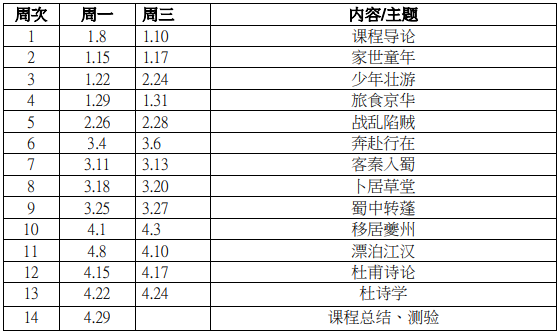 周次 周一 周三 内容/主题
1 1.8 1.10 课程导论
2 1.15 1.17 家世童年
3 1.22 2.24 少年壮游
4 1.29 1.31 旅食京华
5 2.26 2.28 战乱陷贼
6 3.4 3.6 奔赴行在
7 3.11 3.13 客秦入蜀
8 3.18 3.20 卜居草堂
9 3.25 3.27 蜀中转蓬
10 4.1 4.3 移居夔州
11 4.8 4.10 漂泊江汉
12 4.15 4.17 杜甫诗论
13 4.22 4.24 杜诗学
14 4.29 课程总结、测验